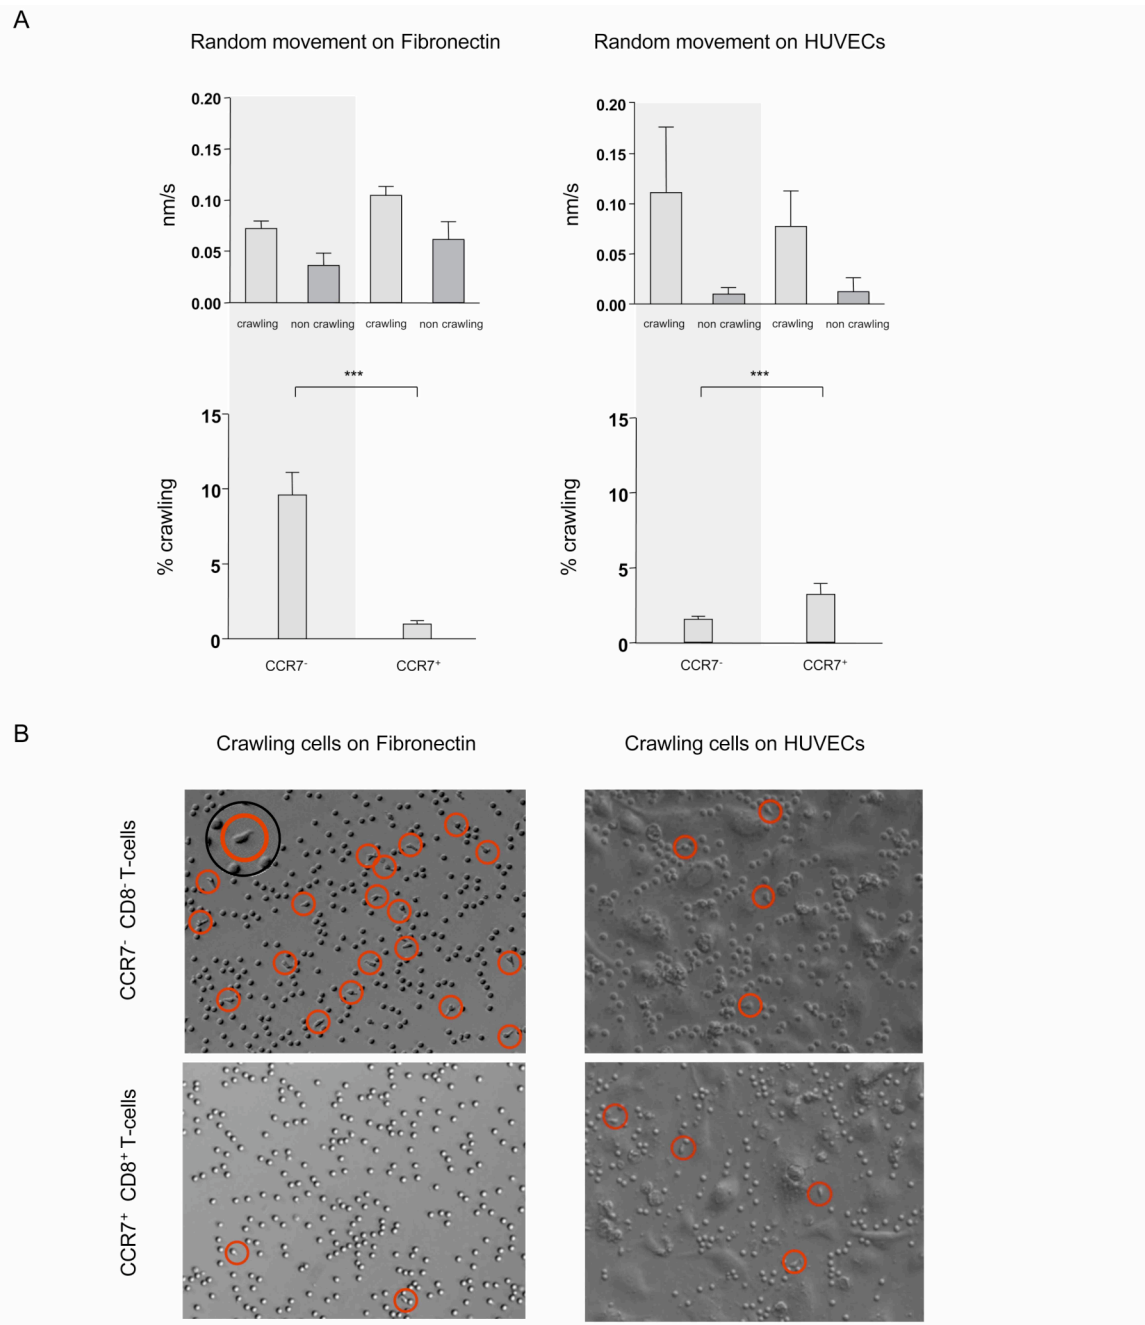 A
Random movement on Fibronectin
Random movement on HUVECs
0.20
0.15
0.10
0.05
0.00
nm/s
crawling non crawling crawling non crawling
0.20
0.15
0.10
0.05
0.00
nm/s
crawling non crawling crawling non crawling
***
15
10
5
0
% crawling
CCR7- CCR7+
***
15
10
5
0
% crawling
CCR7- CCR7+
B
Crawling cells on Fibronectin
Crawling cells on HUVECs
CCR7- CD8- T-cells
CCR7+ CD8+ T-cells